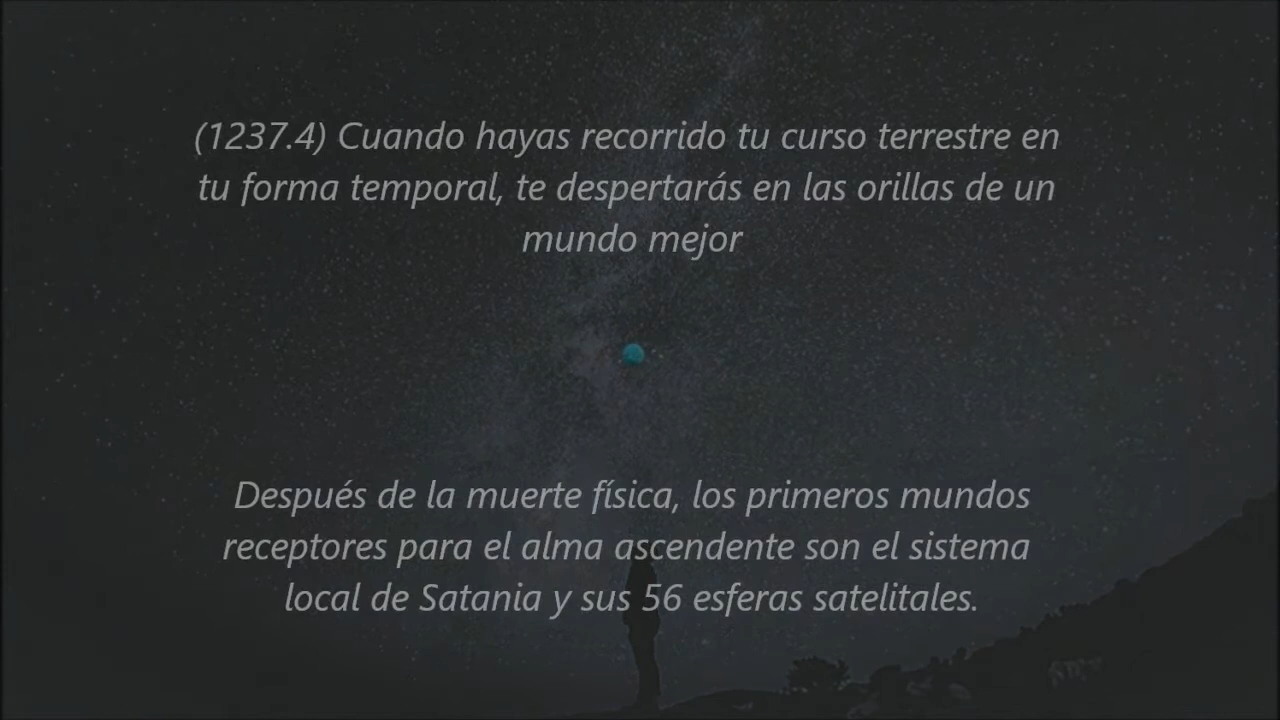 (1237.4) Cuando hayas recorrido tu curso terrestre en
tu forma temporal, te despertarás en las orillas de un
mundo mejor
Después de la muerte física, los primeros mundos
receptores para el alma ascendente son el sistema
local de Satania y sus 56 esferas satelitales.